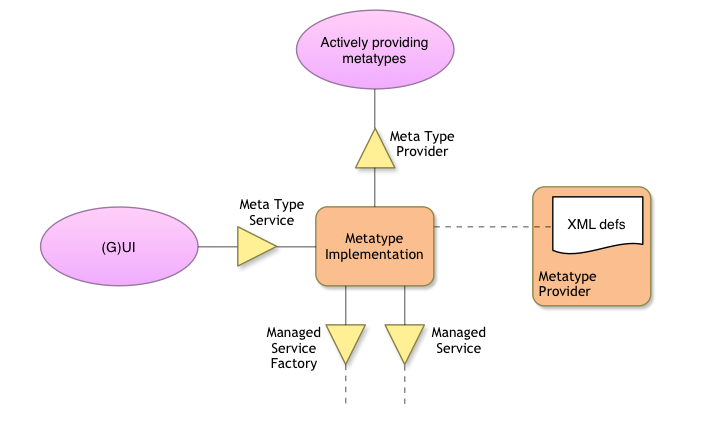 Actively providing
metatypes
Meta Type
Provider
Meta Type
Service
(G)UI
Metatype
Implementation
XML defs
Metatype
Provider
Managed
Service
Factory
Managed
Service